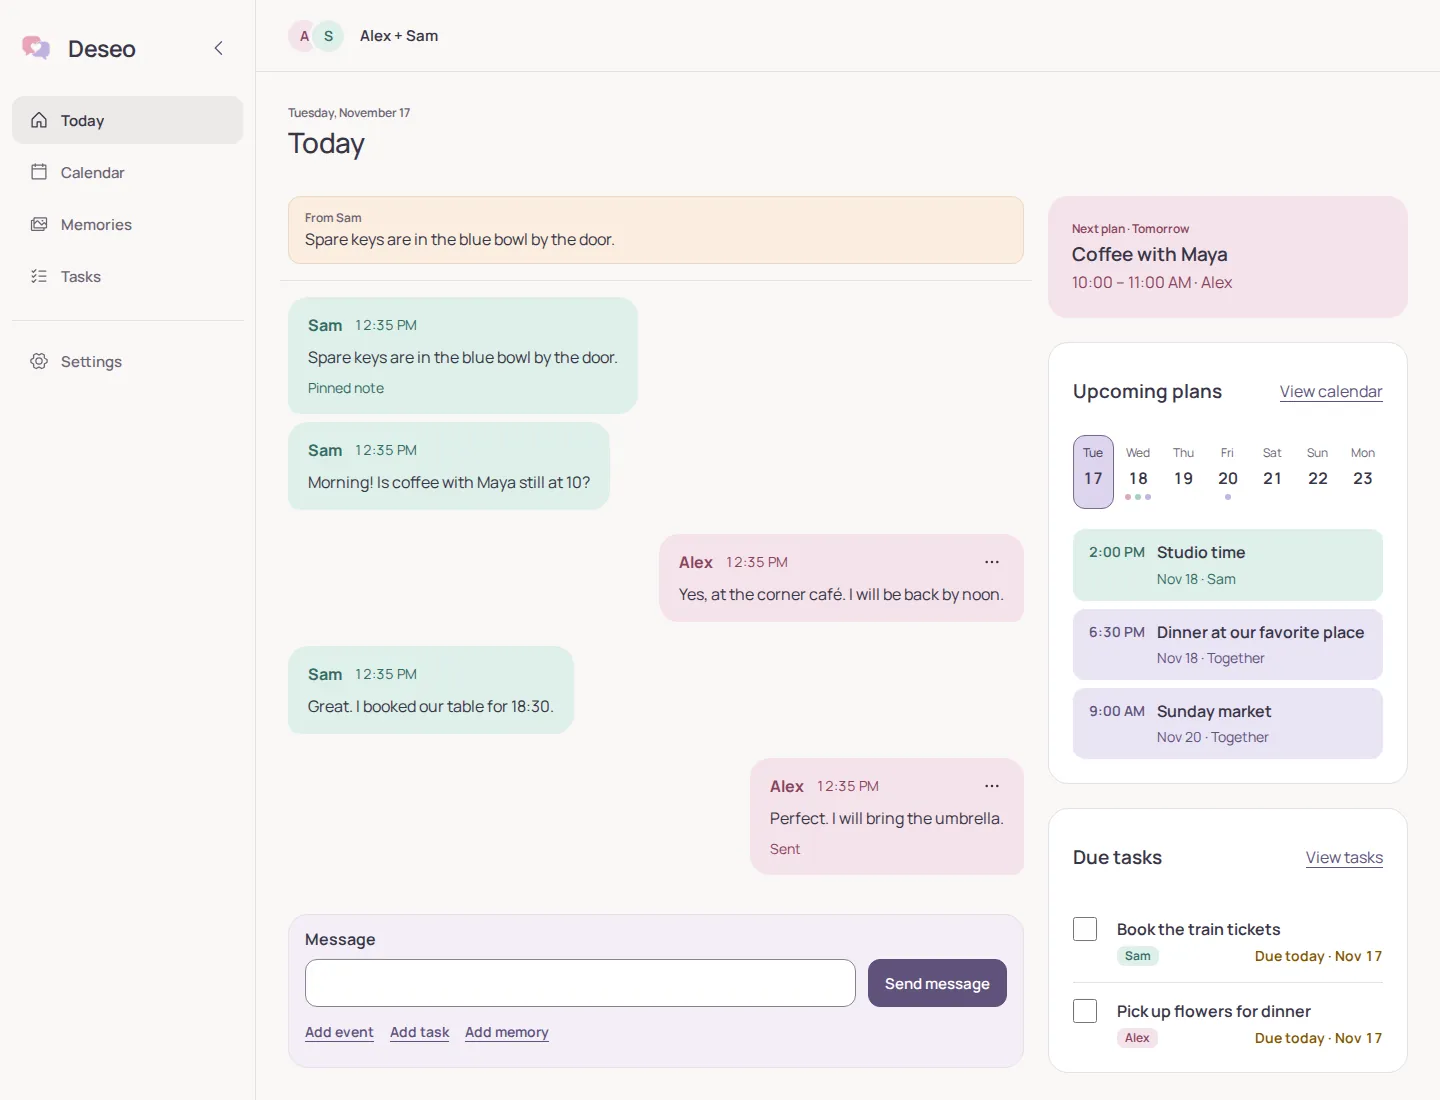 Deseo
Today
Calendar
Memories
Tasks
Settings
A S Alex + Sam
Tuesday, November 17
Today
From Sam
Spare keys are in the blue bowl by the door.
Sam 12:35 PM
Spare keys are in the blue bowl by the door.
Pinned note
Sam 12:35 PM
Morning! Is coffee with Maya still at 10?
Alex 12:35 PM ...
Yes, at the corner café. I will be back by noon.
Sam 12:35 PM
Great. I booked our table for 18:30.
Alex 12:35 PM ...
Perfect. I will bring the umbrella.
Sent
Message
Send message
Add event Add task Add memory
Next plan · Tomorrow
Coffee with Maya
10:00 – 11:00 AM · Alex
Upcoming plans View calendar
Tue Wed Thu Fri Sat Sun Mon
17 18 19 20 21 22 23
2:00 PM Studio time
Nov 18 · Sam
6:30 PM Dinner at our favorite place
Nov 18 · Together
9:00 AM Sunday market
Nov 20 · Together
Due tasks View tasks
Book the train tickets
Sam Due today · Nov 17
Pick up flowers for dinner
Alex Due today · Nov 17